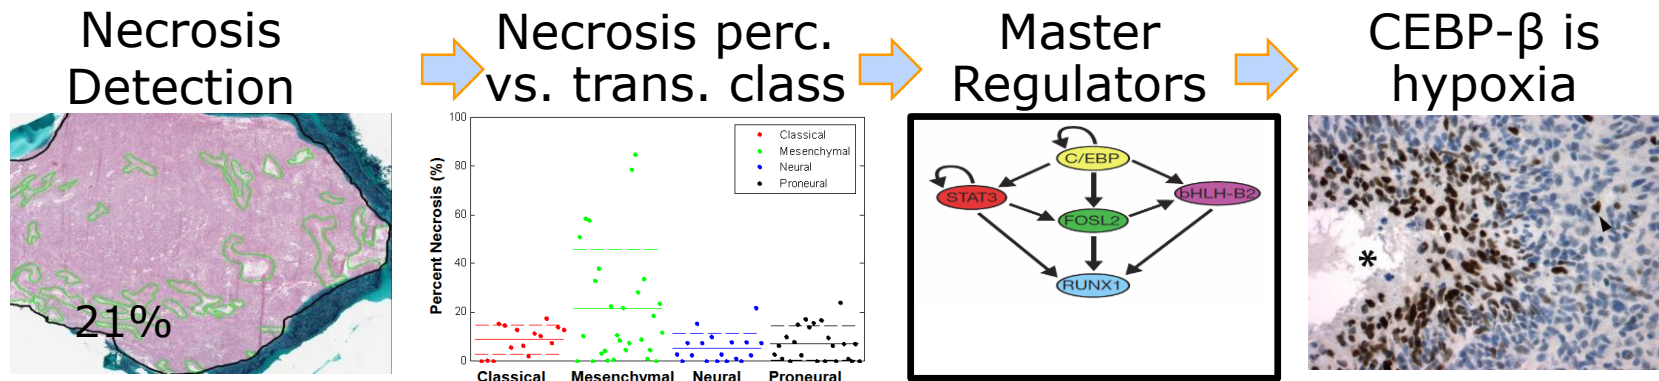 Necrosis
Detection
Necrosis perc.
vs. trans. class
Master
Regulators
CEBP-β is
hypoxia
21%
Percent Necrosis (%)
100
80
60
40
20
0
Classical
Mesenchymal
Neural
Proneural
Classical
Mesenchymal
Neural
Proneural
C/EBP
STAT3
bHLH-B2
FOSL2
RUNX1
*